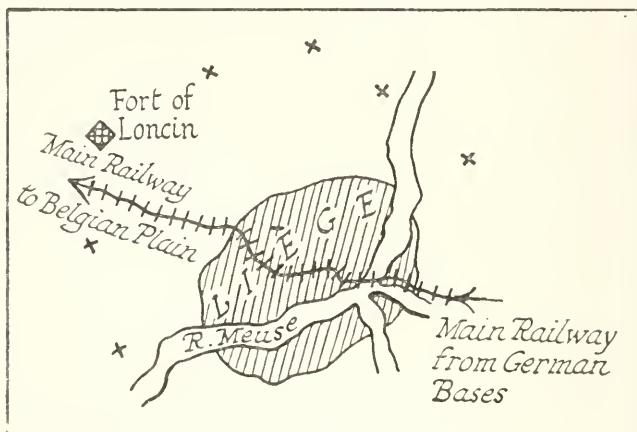 Fort of
Loncin
Main Railway
to Belgian Plain
LIEGE
R. Meuse
Main Railway
from German
Bases